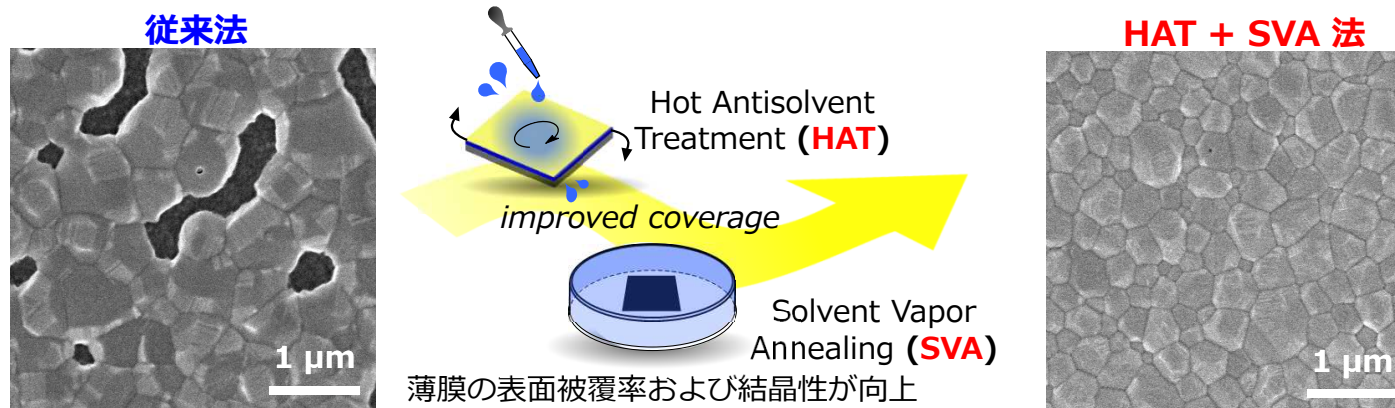 従来法
1 μm
Hot Antisolvent
Treatment (HAT)
improved coverage
Solvent Vapor
Annealing (SVA)
薄膜の表面被覆率および結晶性が向上
HAT + SVA 法
1 μm